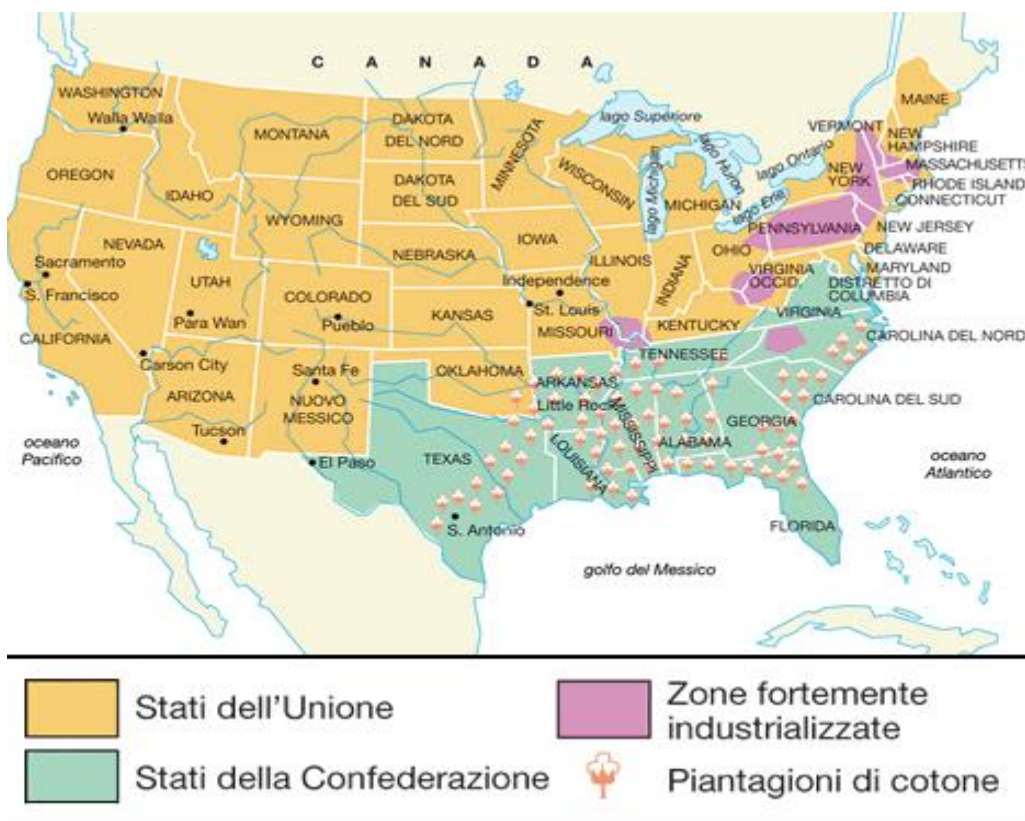 C A N A D A
WASHINGTON
Walla Walla
MONTANA
DAKOTA
DEL NORD
MINNESOTA
lago Superiore
MAINE
VERMONT
NEW
HAMPSHIRE
MASSACHUSETTS
RHODE ISLAND
CONNECTICUT
NEW
YORK
lago Ontario
lago Huron
lago Michigan
lago Erie
OREGON
IDAHO
WYOMING
DAKOTA
DEL SUD
WISCONSIN
MICHIGAN
PENNSYLVANIA
NEW JERSEY
DELAWARE
MARYLAND
DISTRETTO DI
COLUMBIA
NEVADA
Sacramento
S. Francisco
CALIFORNIA
UTAH
Para Wan
NEBRASKA
IOWA
ILLINOIS
INDIANA
OHIO
VIRGINIA
OCCID.
VIRGINIA
COLORADO
Pueblo
KANSAS
Independence
St. Louis
MISSOURI
KENTUCKY
CAROLINA DEL NORD
TENNESSEE
Carson City
ARIZONA
Tucson
Santa Fe
NUOVO
MESSICO
OKLAHOMA
ARKANSAS
Little Rock
MISSISSIPPI
ALABAMA
GEORGIA
CAROLINA DEL SUD
oceano
Pacifico
El Paso
TEXAS
LOUISIANA
S. Antonio
FLORIDA
oceano
Atlantico
golfo del Messico
Stati dell'Unione
Stati della Confederazione
Zone fortemente
industrializzate
Piantagioni di cotone